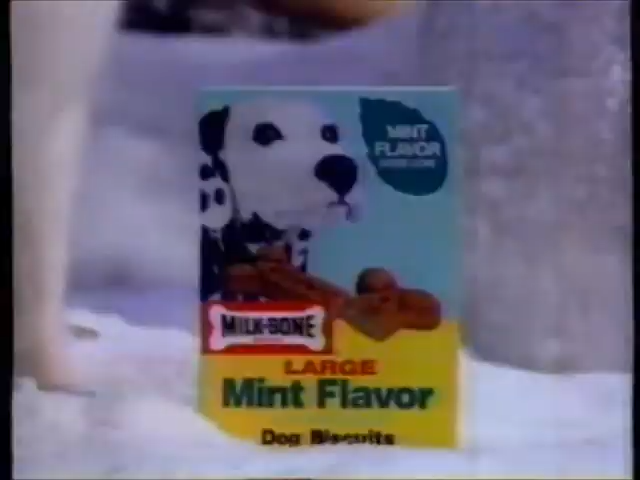 MINT
FLAVOR
MILK-BONE
LARGE
Mint Flavor
Dog Biscuits